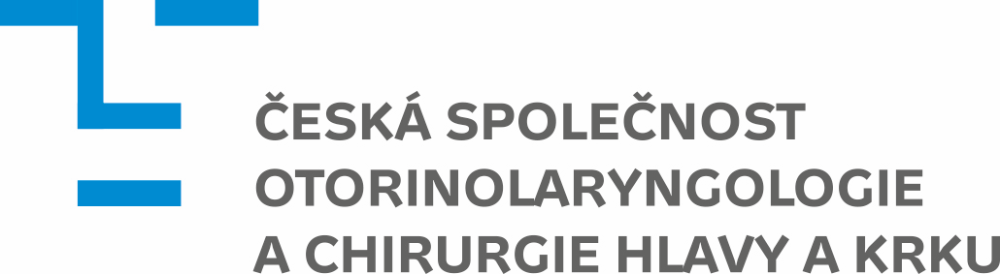 ČESKÁ SPOLEČNOST
OTORINOLARYNGOLOGIE
A CHIRURGIE HLAVY A KRKU